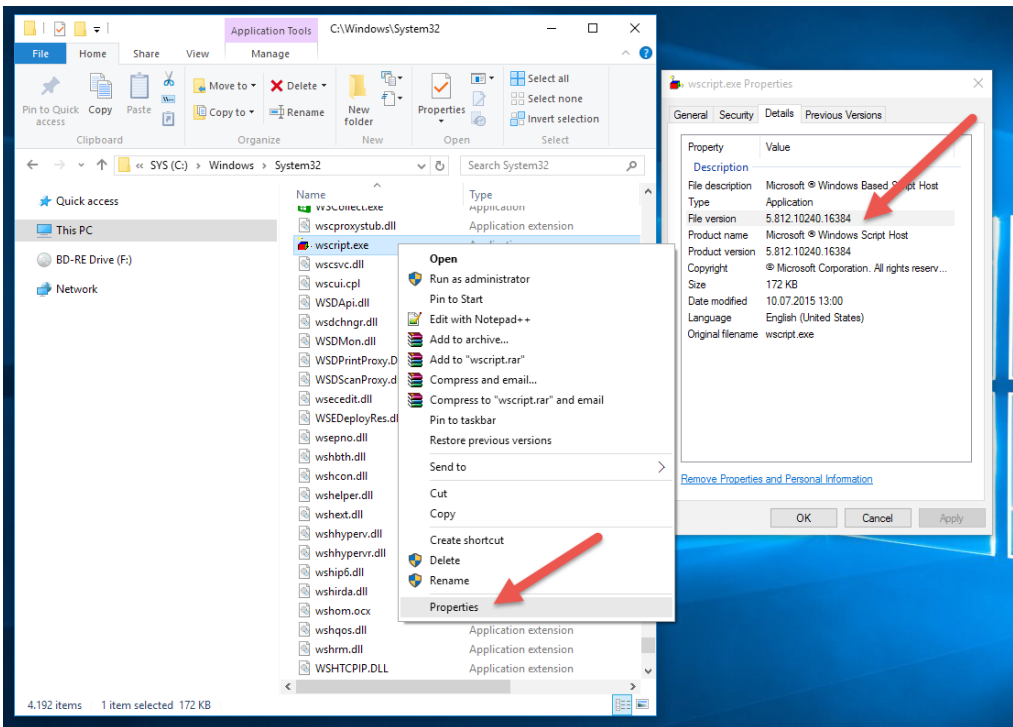 Application Tools
C:\Windows\System32
File
Home
Share
View
Manage
Pin to Quick access
Copy
Paste
Move to
Copy to
Delete
Rename
New folder
Properties
Select all
Select none
Invert selection
Clipboard
Organize
New
Open
Select
« SYS (C:) > Windows > System32
Search System32
Quick access
This PC
BD-RE Drive (F:)
Network
Name
Type
WSCollect.exe
Application
wscproxystub.dll
Application extension
wscript.exe
wscsvc.dll
wscui.cpl
WSDApi.dll
wsdchngr.dll
WSDMon.dll
WSDPrintProxy.D
WSDScanProxy.d
wsecedit.dll
WSEDeployRes.dl
wsepno.dll
wshbth.dll
wshcon.dll
wshelper.dll
wshext.dll
wshhyperv.dll
wshhypervr.dll
wship6.dll
wshirda.dll
wshom.ocx
wshqos.dll
Application extension
wshrm.dll
Application extension
WSHTCPIP.DLL
Application extension
4.192 items
1 item selected 172 KB
Open
Run as administrator
Pin to Start
Edit with Notepad++
Add to archive...
Add to "wscript.rar"
Compress and email...
Compress to "wscript.rar" and email
Pin to taskbar
Restore previous versions
Send to
Cut
Copy
Create shortcut
Delete
Rename
Properties
wscript.exe Properties
General
Security
Details
Previous Versions
Property
Value
Description
File description Microsoft ® Windows Based Script Host
Type Application
File version 5.812.10240.16384
Product name Microsoft ® Windows Script Host
Product version 5.812.10240.16384
Copyright © Microsoft Corporation. All rights reserv...
Size 172 KB
Date modified 10.07.2015 13:00
Language English (United States)
Original filename wscript.exe
Remove Properties and Personal Information
OK
Cancel
Apply